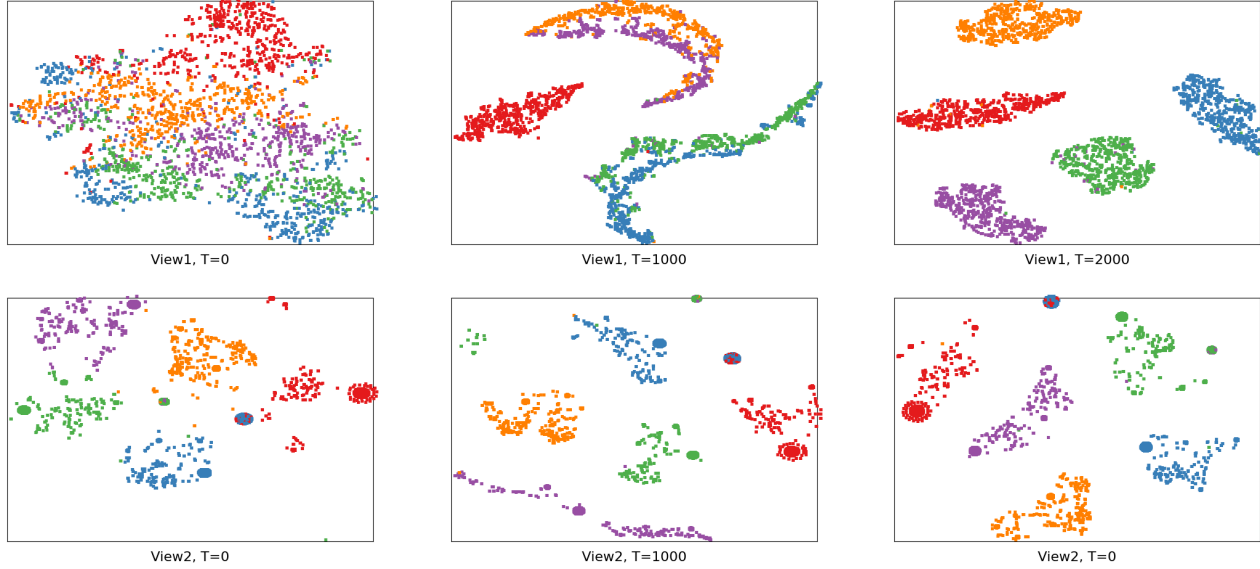 View1, T=0
View1, T=1000
View1, T=2000
View2, T=0
View2, T=1000
View2, T=0